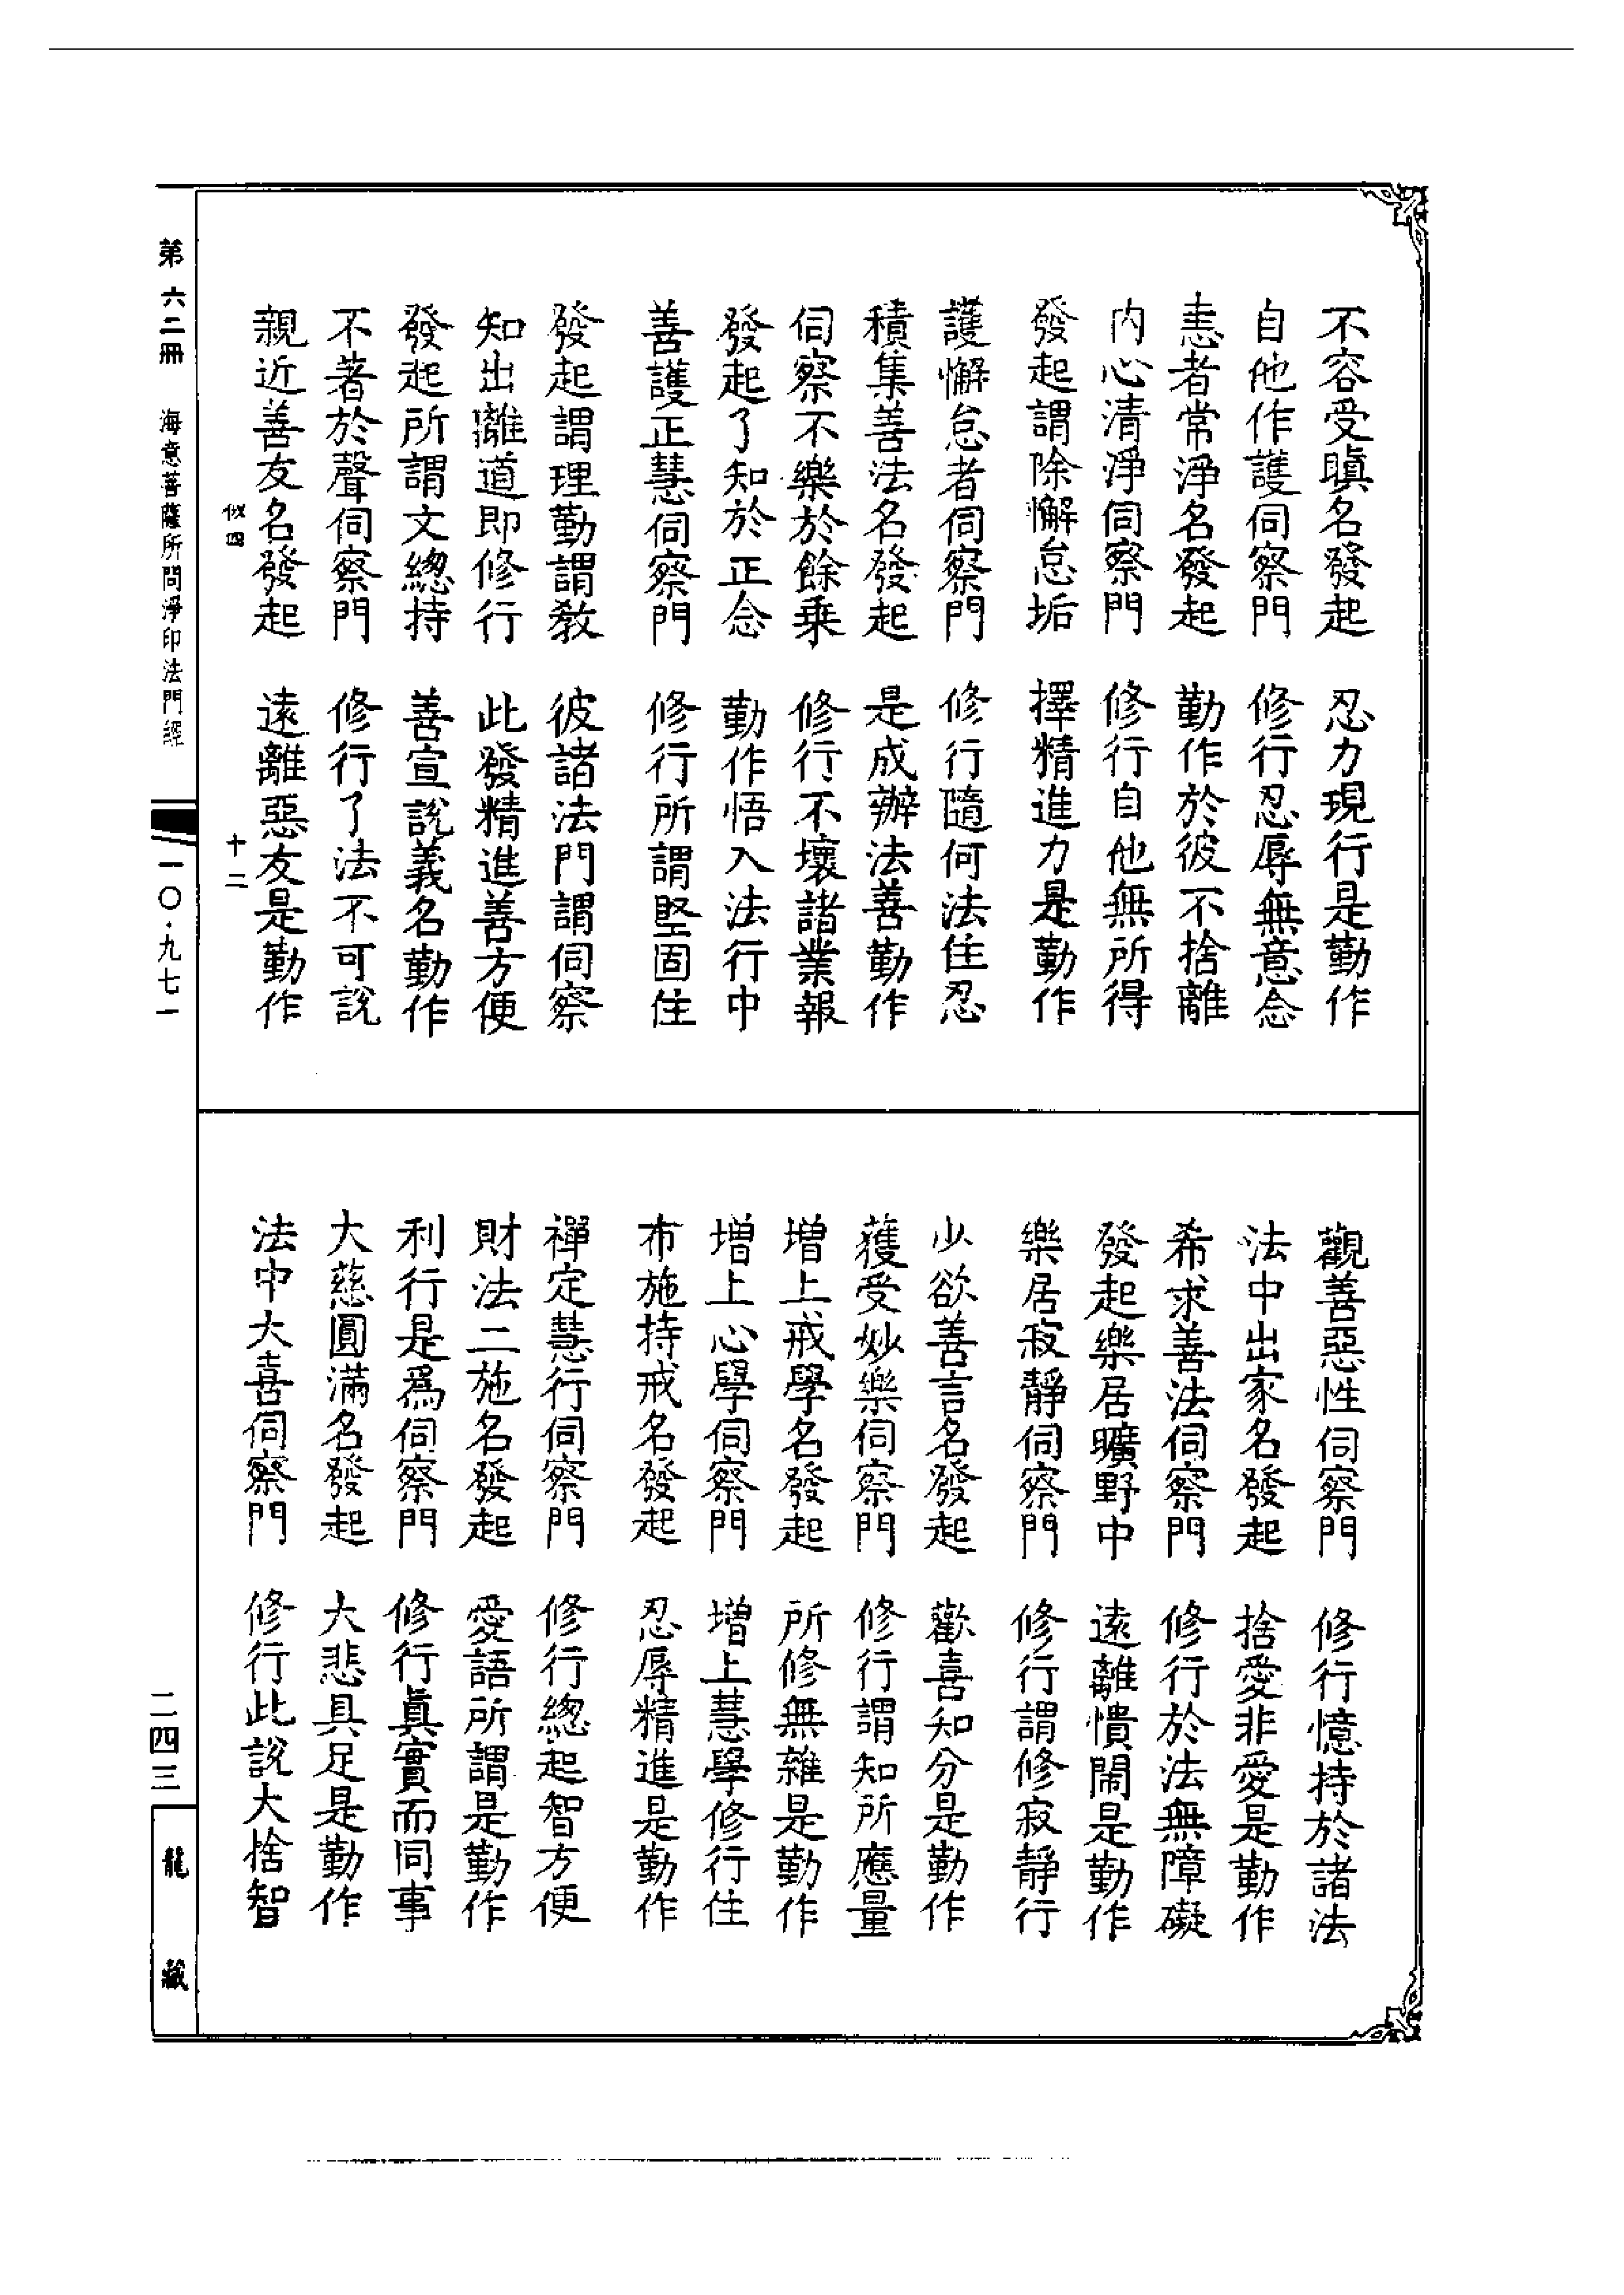 不容受瞋名發起　忍力現行是勤作
自他作護伺察門　修行忍辱無意念
恚者常淨名發起　勤作於彼不捨離
内心清淨伺察門　修行自他無所得
發起謂除懈怠垢　擇精進力是勤作
護懈怠者伺察門　修行隨何法住忍
積集善法名發起　是成辦法善勤作
伺察不樂於餘乗　修行不壞諸業報
發起了知於正念　勤作悟入法行中
善護正慧伺察門　修行所謂堅固住
發起謂理勤謂敎　彼諸法門謂伺察
知出離道即修行　此發精進善方便
發起所謂文總持　善宣說義名勤作
不著於聲伺察門　修行了法不可說
親近善友名發起　遠離惡友是勤作
觀善惡性伺察門　修行憶持於諸法
法中出家名發起　捨愛非愛是勤作
希求善法伺察門　修行於法無障礙
發起樂居曠野中　遠離憒閙是勤作
樂居寂靜伺察門　修行謂修寂靜行
少欲善言名發起　歡喜知分是勤作
獲受妙樂伺察門　修行謂知所應量
増上戒學名發起　所修無雜是勤作
増上心學伺察門　増上慧學修行住
布施持戒名發起　忍辱精進是勤作
禪定慧行伺察門　修行總起智方便
財法二施名發起　愛語所謂是勤作
利行是爲伺察門　修行眞實而同事
大慈圓滿名發起　大悲具足是勤作
法中大喜伺察門　修行此說大捨智
似四　十二
第六二冊　海意菩薩所問淨印法門經　一〇·九七一
二四三　龍藏